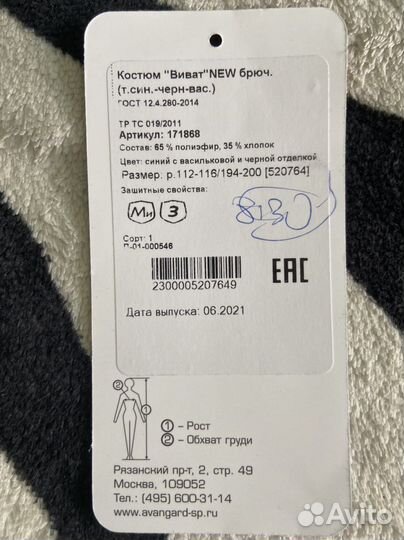 Костюм "Виват"NEW брюч.
(т.син.-черн-вас.)
ГОСТ 12.4.280-2014
ТР ТС 019/2011
Артикул: 171868
Состав: 65 % полиэфир, 35 % хлопок
Цвет: синий с васильковой и черной отделкой
Размер: р.112-116/194-200 [520764]
Защитные свойства:
Ми З
8130
Сорт: 1
01-000546
2300005207649
ЕАС
Дата выпуска: 06.2021
② ①
① – Рост
② – Обхват груди
Рязанский пр-т, 2, стр. 49
Москва, 109052
Тел.: (495) 600-31-14
www.avangard-sp.ru
Avito